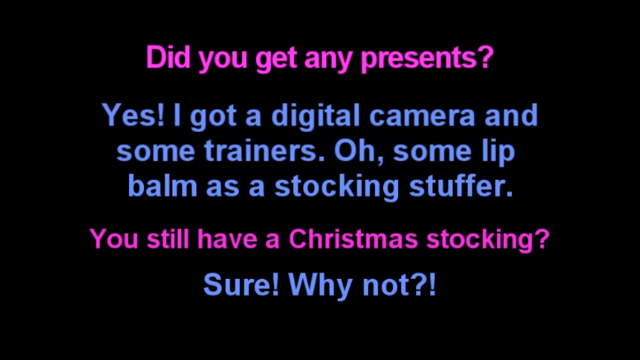 Did you get any presents?
Yes! I got a digital camera and
some trainers. Oh, some lip
balm as a stocking stuffer.
You still have a Christmas stocking?
Sure! Why not?!